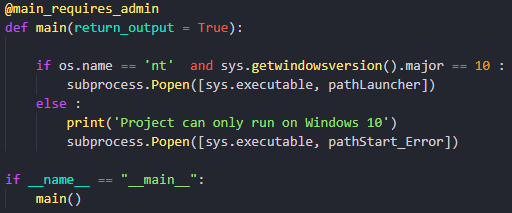 @main_requires_admin
def main(return_output = True):
    if os.name == 'nt'  and sys.getwindowsversion().major == 10 :
        subprocess.Popen([sys.executable, pathLauncher])
    else :
        print('Project can only run on Windows 10')
        subprocess.Popen([sys.executable, pathStart_Error])
if __name__ == "__main__":
    main()